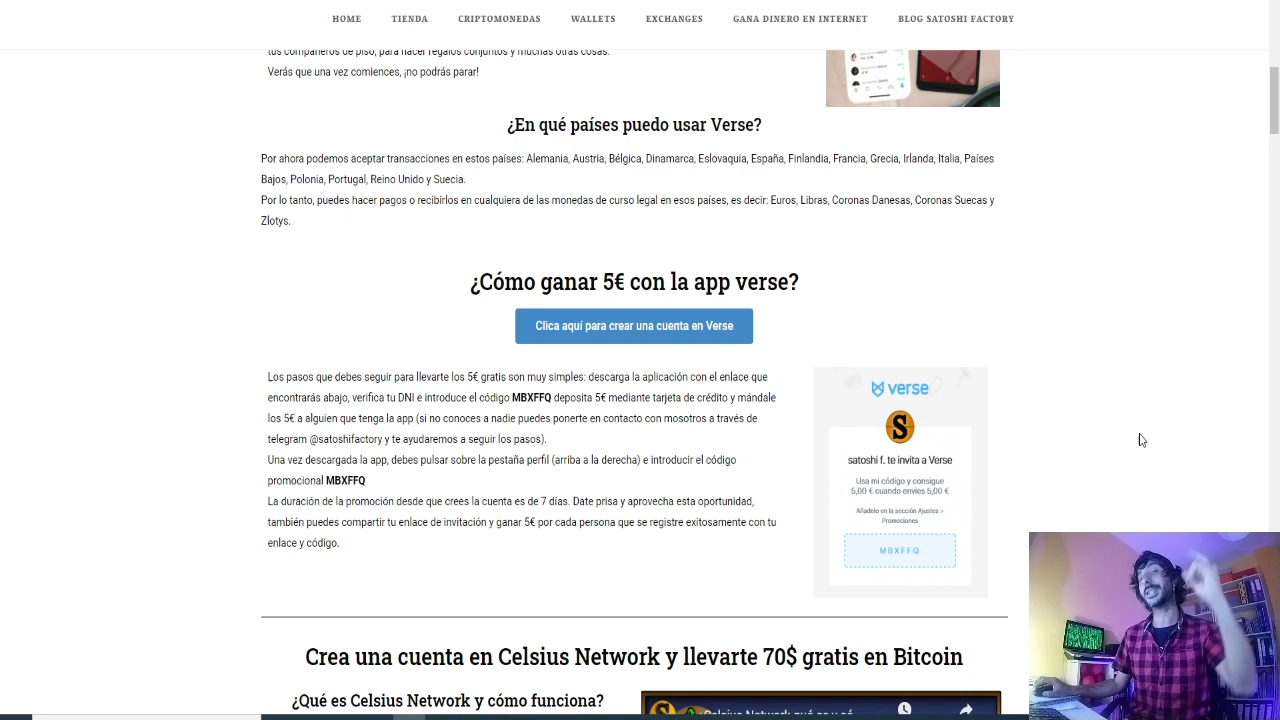 HOME TIENDA CRIPTOMONEDAS WALLETS EXCHANGES GANA DINERO EN INTERNET BLOG SATOSHI FACTORY
tus compañeros de piso, para hacer regalos conjuntos y muchas otras cosas.
Verás que una vez comiences, ¡no podrás parar!
¿En qué países puedo usar Verse?
Por ahora podemos aceptar transacciones en estos países: Alemania, Austria, Bélgica, Dinamarca, Eslovaquia, España, Finlandia, Francia, Grecia, Irlanda, Italia, Países
Bajos, Polonia, Portugal, Reino Unido y Suecia.
Por lo tanto, puedes hacer pagos o recibirlos en cualquiera de las monedas de curso legal en esos países, es decir: Euros, Libras, Coronas Danesas, Coronas Suecas y
Zlotys.
¿Cómo ganar 5€ con la app verse?
Clica aquí para crear una cuenta en Verse
Los pasos que debes seguir para llevarte los 5€ gratis son muy simples: descarga la aplicación con el enlace que
encontrarás abajo, verifica tu DNI e introduce el código MBXFFQ deposita 5€ mediante tarjeta de crédito y mándale
los 5€ a alguien que tenga la app (si no conoces a nadie puedes ponerte en contacto con mosotros a través de
telegram @satoshifactory y te ayudaremos a seguir los pasos).
Una vez descargada la app, debes pulsar sobre la pestaña perfil (arriba a la derecha) e introducir el código
promocional MBXFFQ
La duración de la promoción desde que creés la cuenta es de 7 días. Date prisa y aprovecha esta oportunidad,
también puedes compartir tu enlace de invitación y ganar 5€ por cada persona que se registre exitosamente con tu
enlace y código.
verse
S
satoshi f. te invita a Verse
Usa mi código y consigue
5,00 € cuando envíes 5,00 €
Añadelo en la sección Ajustes >
Promociones
MBXFFQ
Crea una cuenta en Celsius Network y llevarte 70$ gratis en Bitcoin
¿Qué es Celsius Network y cómo funciona?